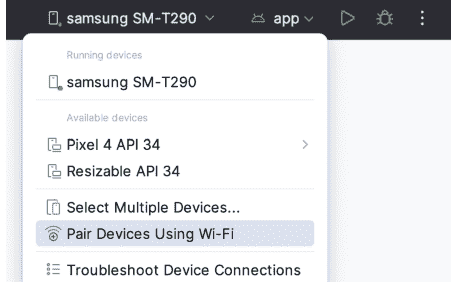 samsung SM-T290 app
Running devices
samsung SM-T290
Available devices
Pixel 4 API 34
Resizable API 34
Select Multiple Devices...
Pair Devices Using Wi-Fi
Troubleshoot Device Connections